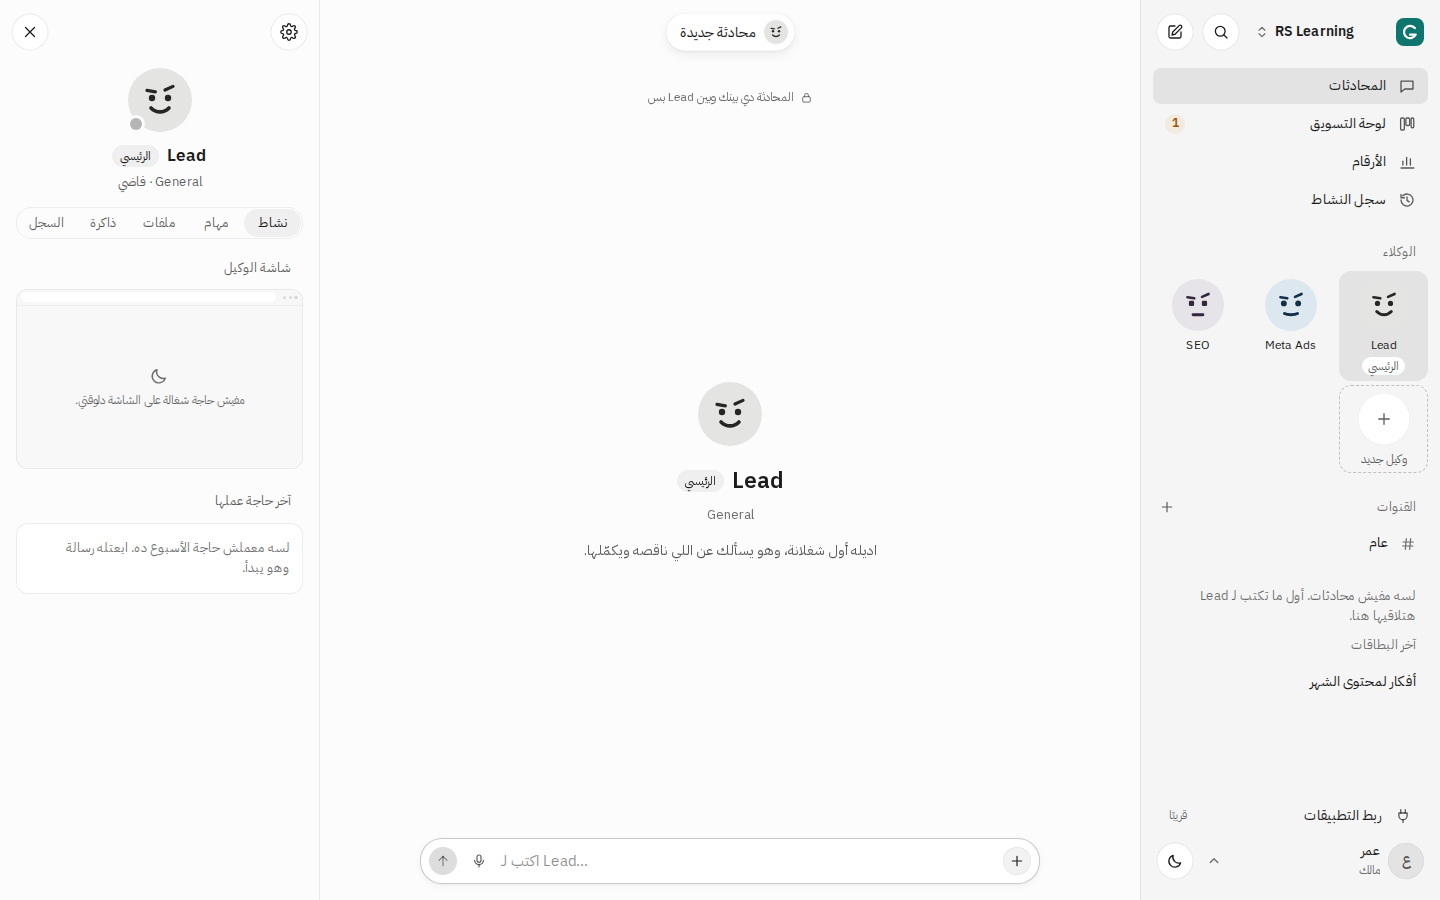 RS Learning
المحادثات
لوحة التسويق
1
الأرقام
سجل النشاط
الوكلاء
Lead
الرئيسي
Meta Ads
SEO
وكيل جديد
القنوات
عام
لسه مفيش محادثات. أول ما تكتب لـ Lead
هتلاقيها هنا.
آخر البطاقات
أفكار لمحتوى الشهر
ربط التطبيقات
قريبًا
ع
عمر
مالك
محادثة جديدة
المحادثة دي بينك وبين Lead بس
Lead الرئيسي
General
اديله أول شغلانة، وهو يسألك عن اللي ناقصه ويكمّلها.
اكتب لـ Lead...
Lead الرئيسي
General · فاضي
نشاط
مهام
ملفات
ذاكرة
السجل
شاشة الوكيل
مفيش حاجة شغالة على الشاشة دلوقتي.
آخر حاجة عملها
لسه معملش حاجة الأسبوع ده. ابعتله رسالة
وهو يبدأ.